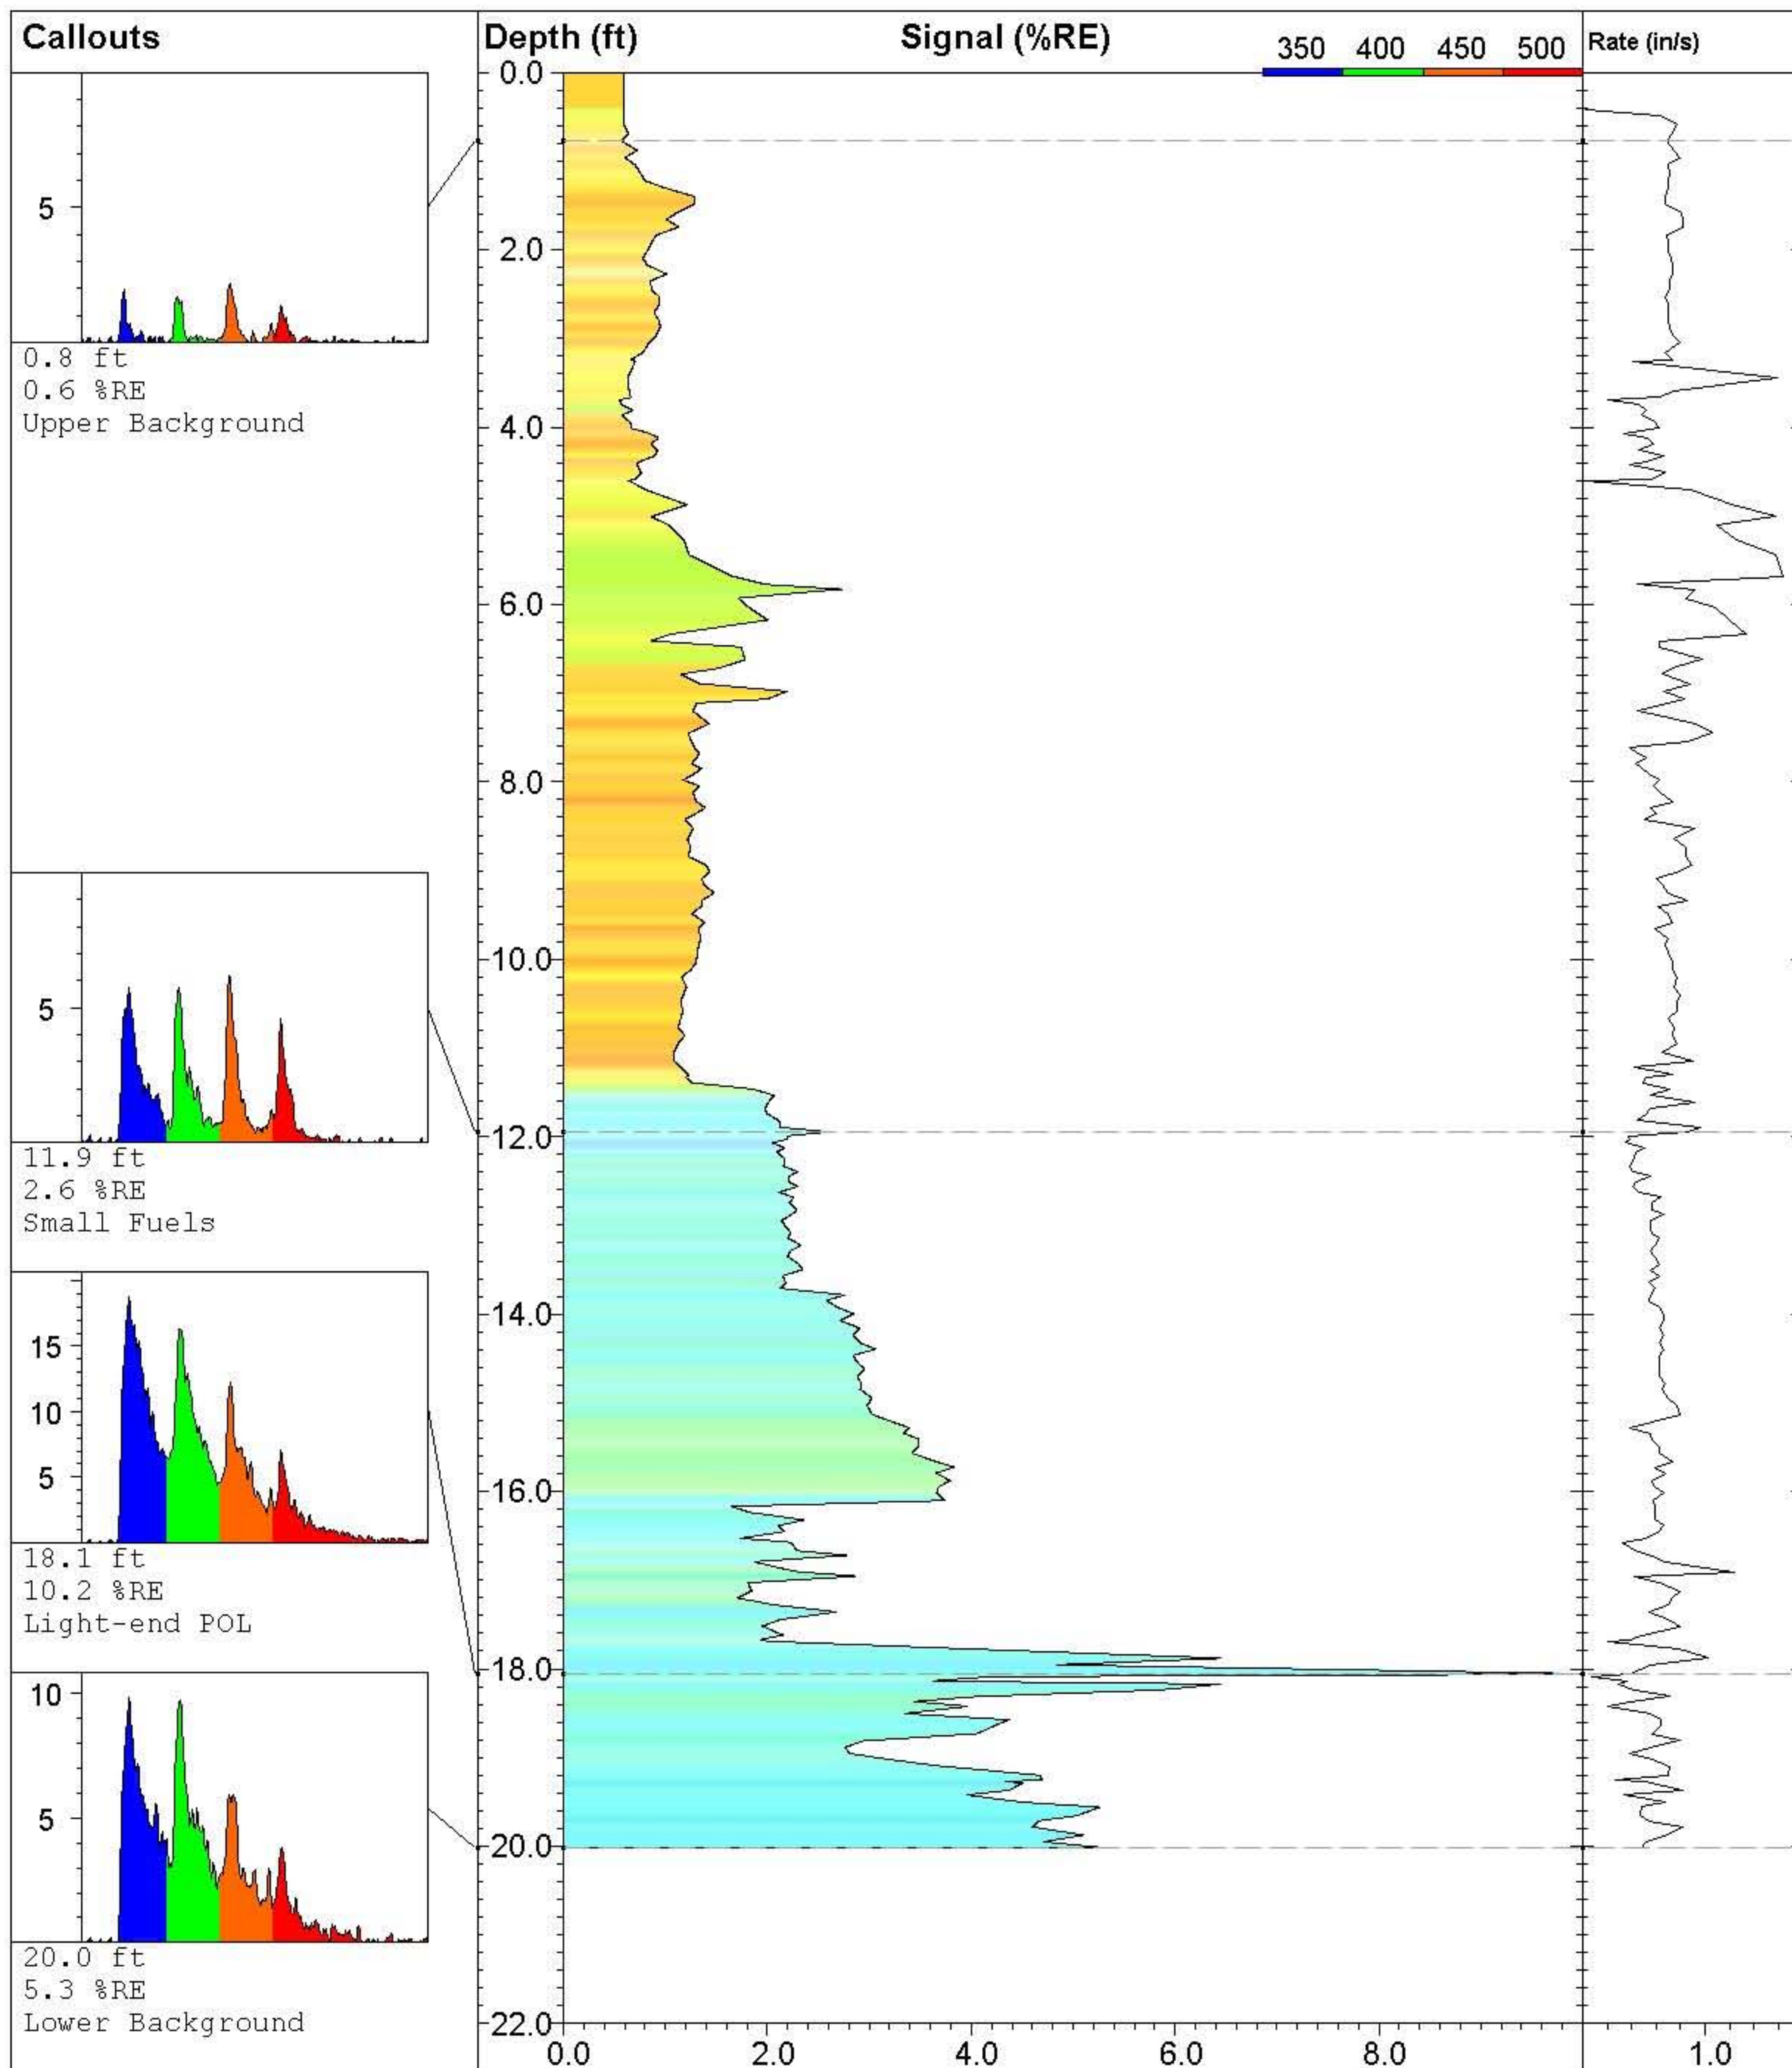 Callouts
Depth (ft)
Signal (%RE)
350 400 450 500
Rate (in/s)
5
0.8 ft
0.6 %RE
Upper Background
5
11.9 ft
2.6 %RE
Small Fuels
15
10
5
18.1 ft
10.2 %RE
Light-end POL
10
5
20.0 ft
5.3 %RE
Lower Background
0.0
2.0
4.0
6.0
8.0
10.0
12.0
14.0
16.0
18.0
20.0
22.0
0.0 2.0 4.0 6.0 8.0
1.0